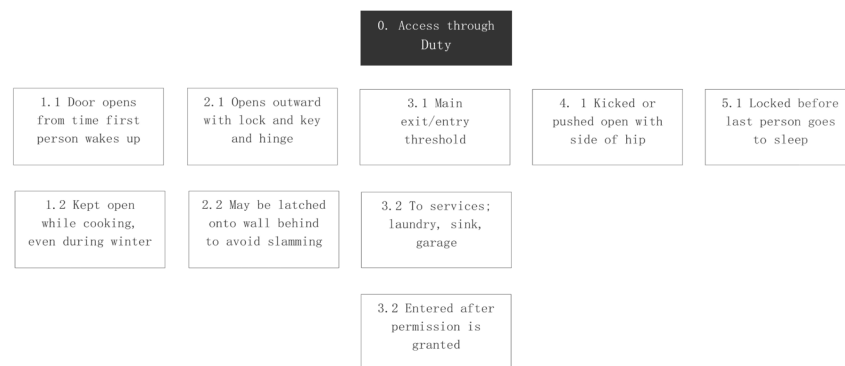 0. Access through
Duty
1.1 Door opens
from time first
person wakes up
2.1 Opens outward
with lock and key
and hinge
3.1 Main
exit/entry
threshold
4. 1 Kicked or
pushed open with
side of hip
5.1 Locked before
last person goes
to sleep
1.2 Kept open
while cooking,
even during winter
2.2 May be latched
onto wall behind
to avoid slamming
3.2 To services;
laundry, sink,
garage
3.2 Entered after
permission is
granted